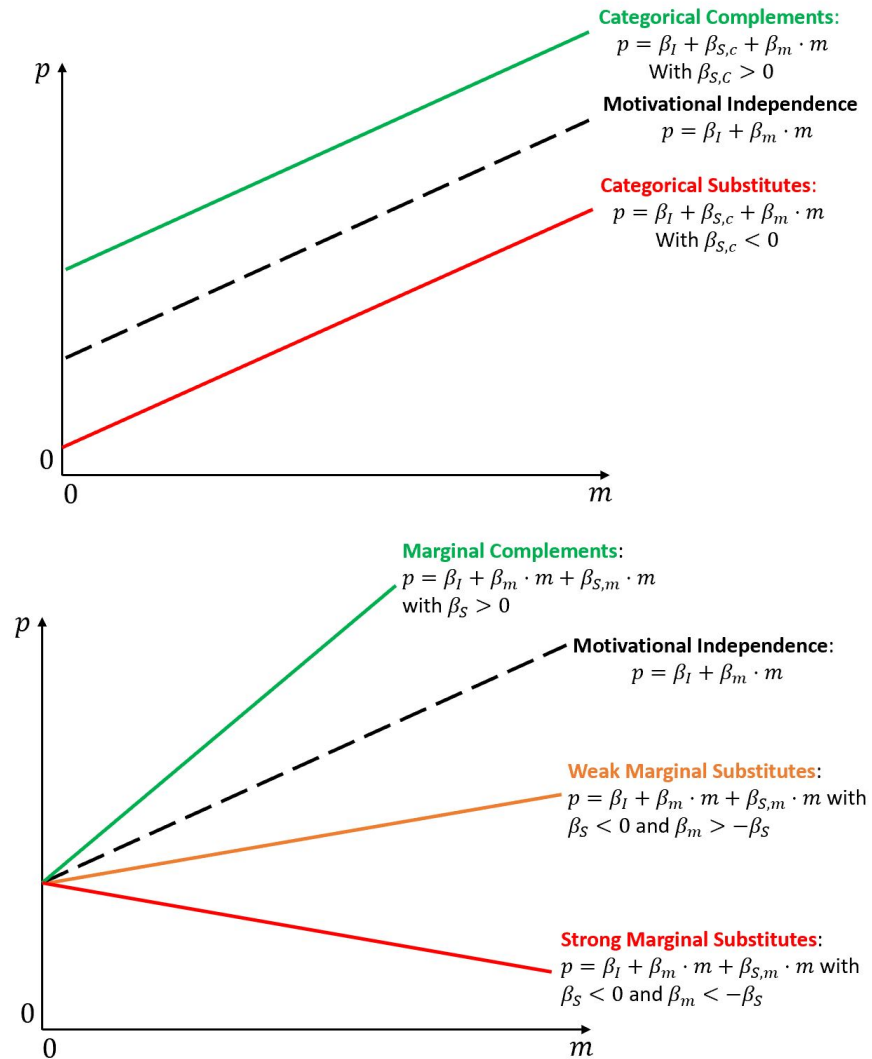 Categorical Complements:
p = β_I + β_{S,c} + β_m · m
With β_{S,C} > 0
p
Motivational Independence
p = β_I + β_m · m
Categorical Substitutes:
p = β_I + β_{S,c} + β_m · m
With β_{S,c} < 0
0
0
m
Marginal Complements:
p = β_I + β_m · m + β_{S,m} · m
with β_S > 0
p
Motivational Independence:
p = β_I + β_m · m
Weak Marginal Substitutes:
p = β_I + β_m · m + β_{S,m} · m with
β_S < 0 and β_m > −β_S
Strong Marginal Substitutes:
p = β_I + β_m · m + β_{S,m} · m with
β_S < 0 and β_m < −β_S
0
0
m